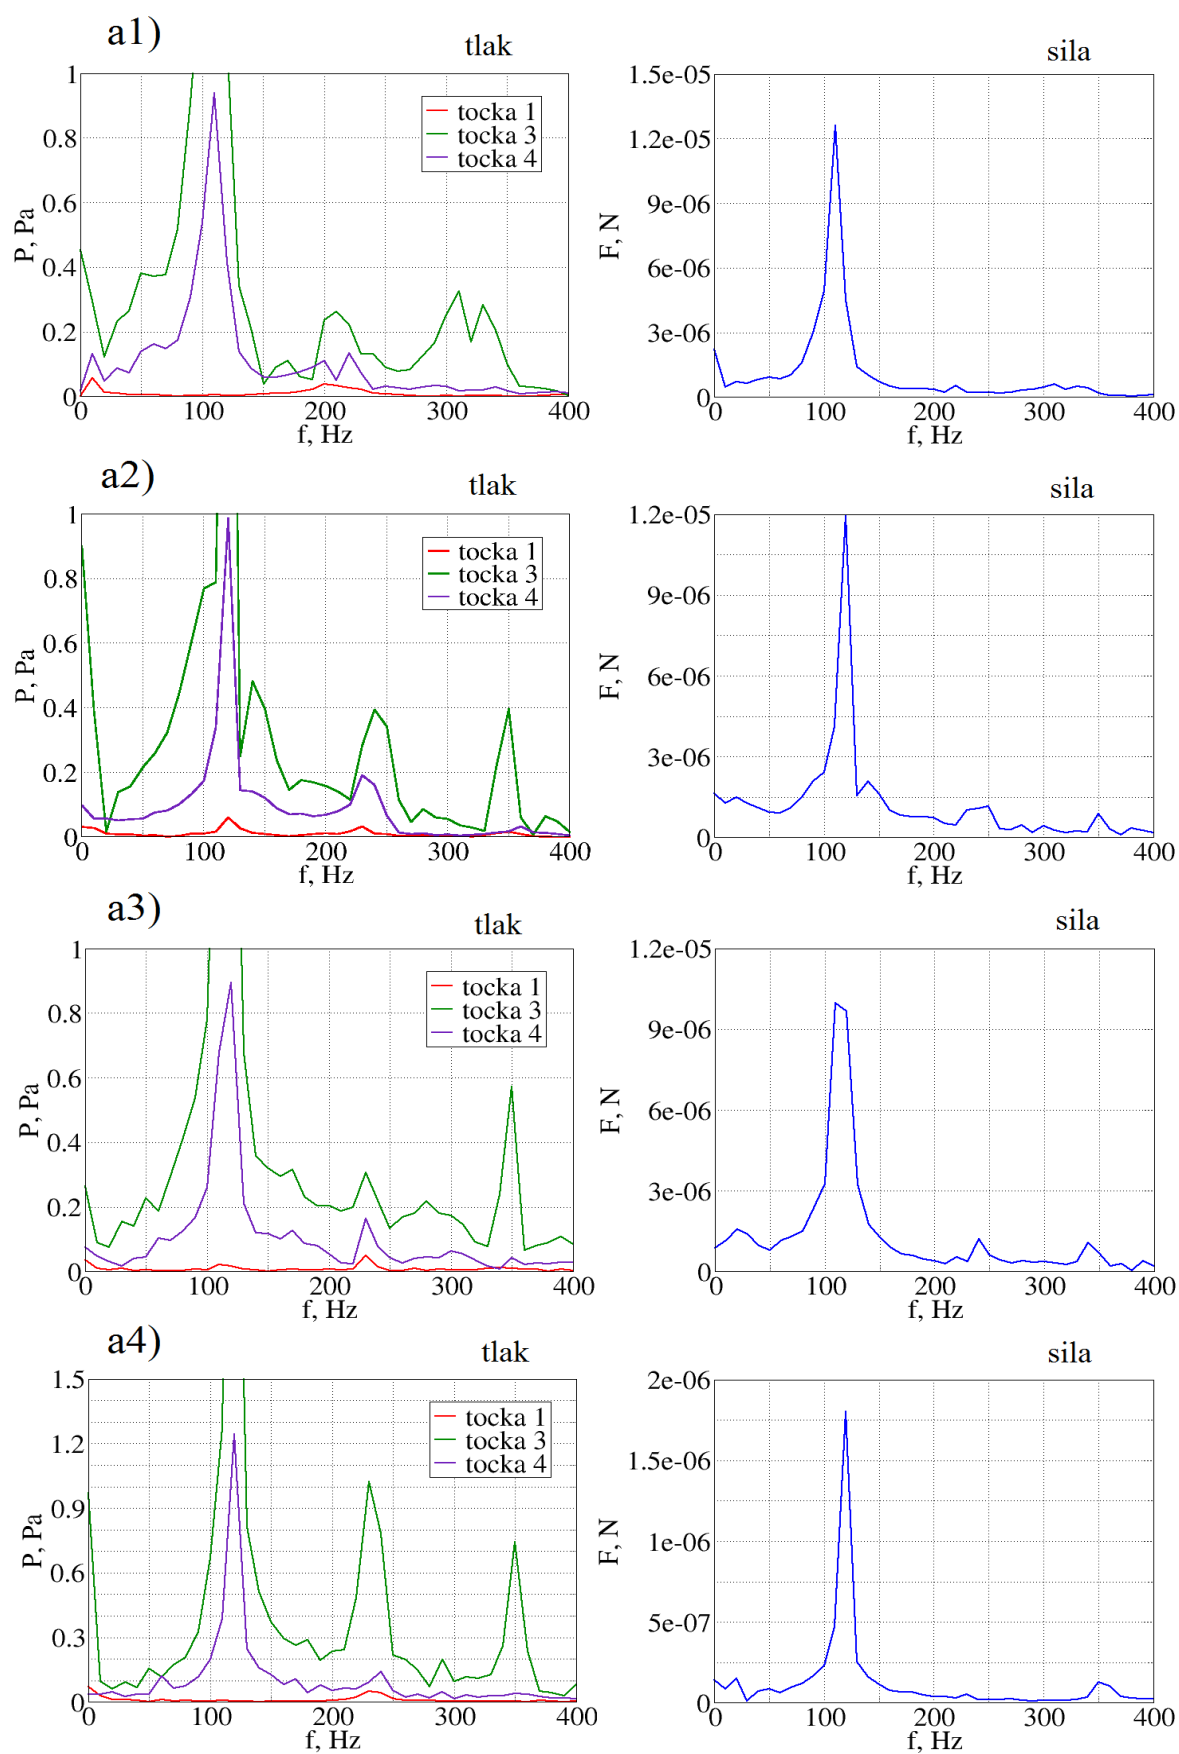 a1)
tlak
1
0.8
0.6
0.4
0.2
0
P, Pa
tocka 1
tocka 3
tocka 4
0 100 200 300 400
f, Hz
sila
1.5e-05
1.2e-05
9e-06
6e-06
3e-06
0
F, N
0 100 200 300 400
f, Hz
a2)
tlak
1
0.8
0.6
0.4
0.2
0
P, Pa
tocka 1
tocka 3
tocka 4
0 100 200 300 400
f, Hz
sila
1.2e-05
9e-06
6e-06
3e-06
0
F, N
0 100 200 300 400
f, Hz
a3)
tlak
1
0.8
0.6
0.4
0.2
0
P, Pa
tocka 1
tocka 3
tocka 4
0 100 200 300 400
f, Hz
sila
1.2e-05
9e-06
6e-06
3e-06
0
F, N
0 100 200 300 400
f, Hz
a4)
tlak
1.5
1.2
0.9
0.6
0.3
0
P, Pa
tocka 1
tocka 3
tocka 4
0 100 200 300 400
f, Hz
sila
2e-06
1.5e-06
1e-06
5e-07
0
F, N
0 100 200 300 400
f, Hz